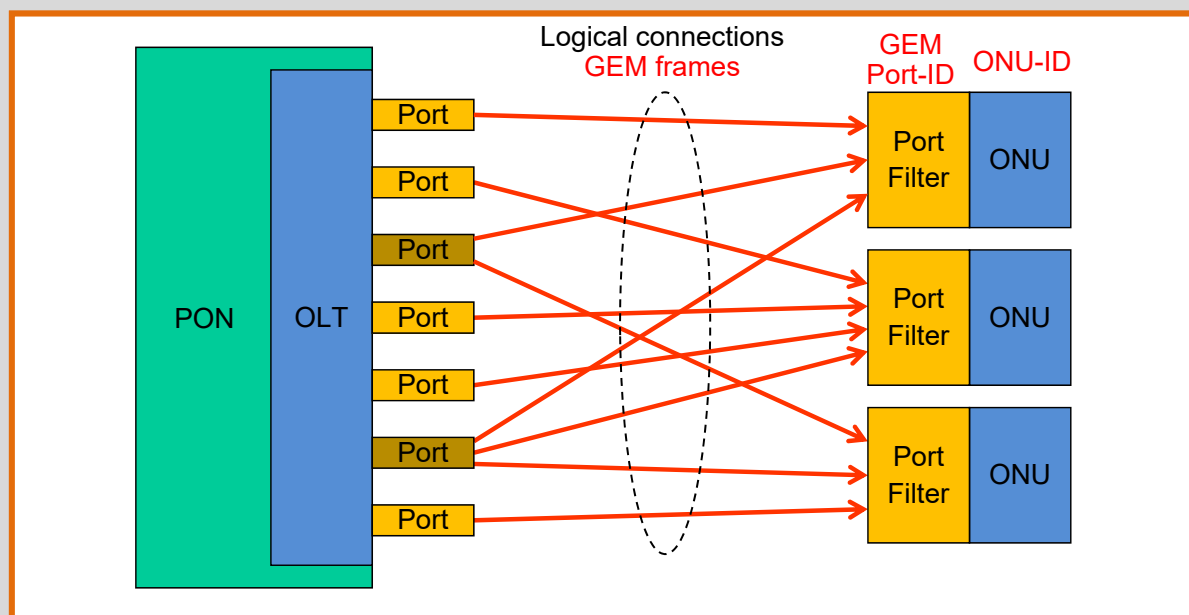 Logical connections
GEM frames
GEM
Port-ID
ONU-ID
PON
OLT
Port
Port
Port
Port
Port
Port
Port
Port
Filter
ONU
Port
Filter
ONU
Port
Filter
ONU